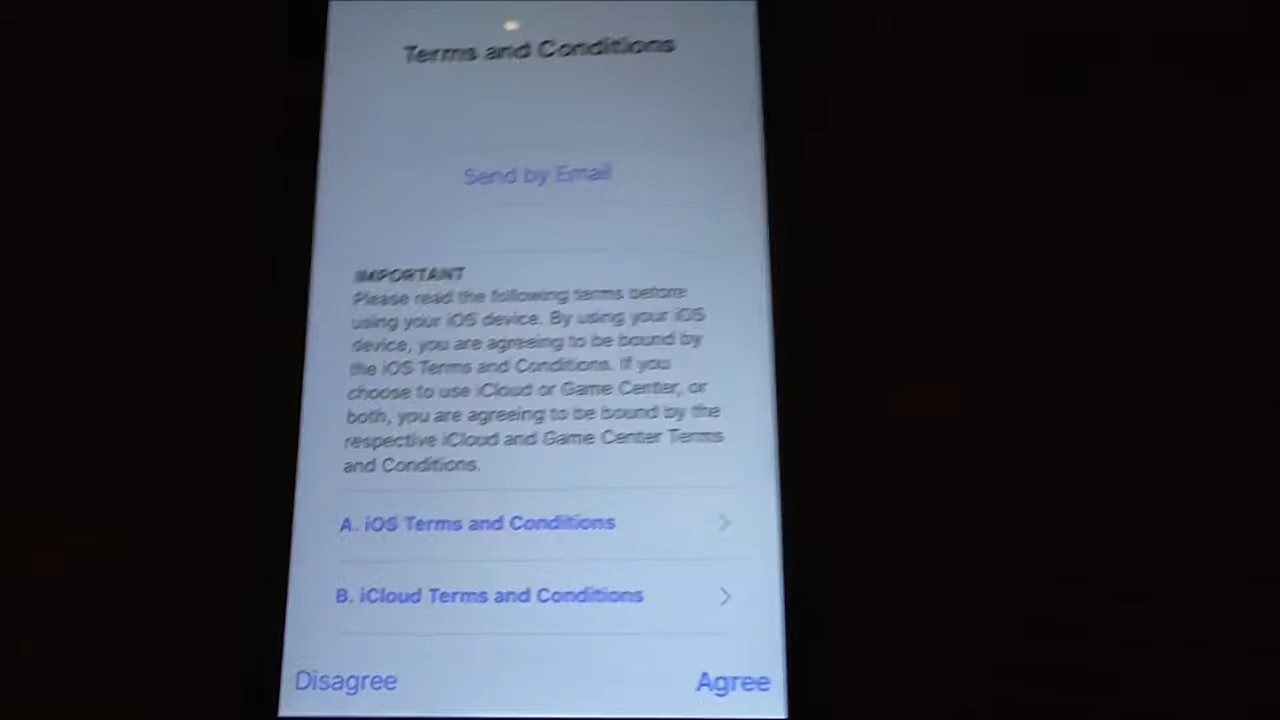 Terms and Conditions
Send by Email
IMPORTANT
Please read the following terms before
using your iOS device. By using your iOS
device, you are agreeing to be bound by
the iOS Terms and Conditions. If you
choose to use iCloud or Game Center, or
both, you are agreeing to be bound by the
respective iCloud and Game Center Terms
and Conditions.
A. iOS Terms and Conditions
B. iCloud Terms and Conditions
Disagree
Agree